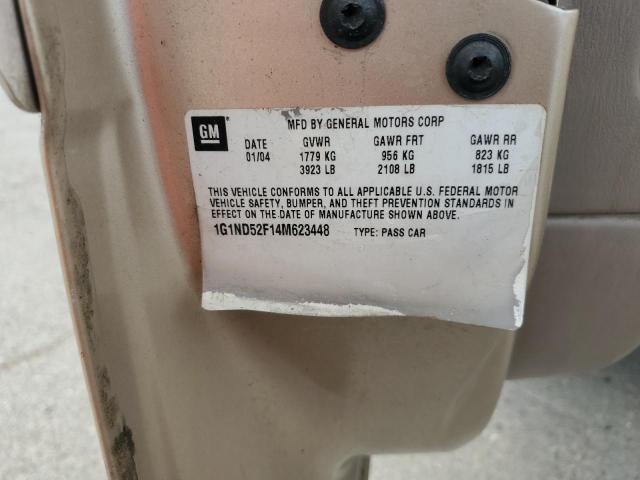 GM
MFD BY GENERAL MOTORS CORP
DATE GVWR GAWR FRT GAWR RR
01/04 1779 KG 956 KG 823 KG
3923 LB 2108 LB 1815 LB
THIS VEHICLE CONFORMS TO ALL APPLICABLE U.S. FEDERAL MOTOR
VEHICLE SAFETY, BUMPER, AND THEFT PREVENTION STANDARDS IN
EFFECT ON THE DATE OF MANUFACTURE SHOWN ABOVE.
1G1ND52F14M623448 TYPE: PASS CAR